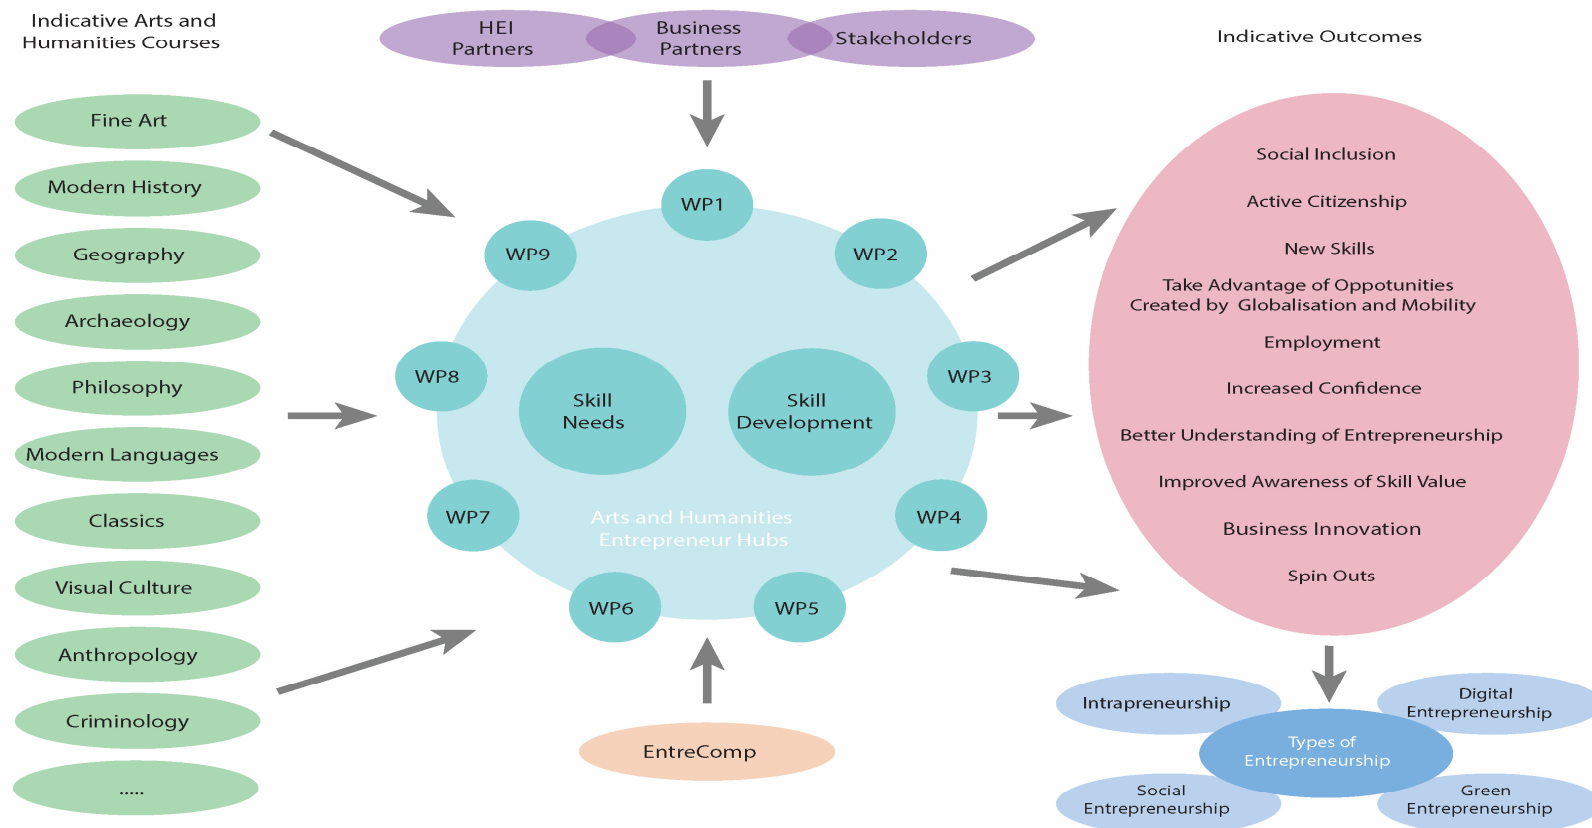 Indicative Arts and
Humanities Courses
Fine Art
Modern History
Geography
Archaeology
Philosophy
Modern Languages
Classics
Visual Culture
Anthropology
Criminology
.....
HEI
Partners
Business
Partners
Stakeholders
WP1
WP2
WP3
WP4
WP5
WP6
WP7
WP8
WP9
Skill
Needs
Skill
Development
Arts and Humanities
Entrepreneur Hubs
EntreComp
Indicative Outcomes
Social Inclusion
Active Citizenship
New Skills
Take Advantage of Oppotunities
Created by Globalisation and Mobility
Employment
Increased Confidence
Better Understanding of Entrepreneurship
Improved Awareness of Skill Value
Business Innovation
Spin Outs
Intrapreneurship
Digital
Entrepreneurship
Types of
Entrepreneurship
Social
Entrepreneurship
Green
Entrepreneurship